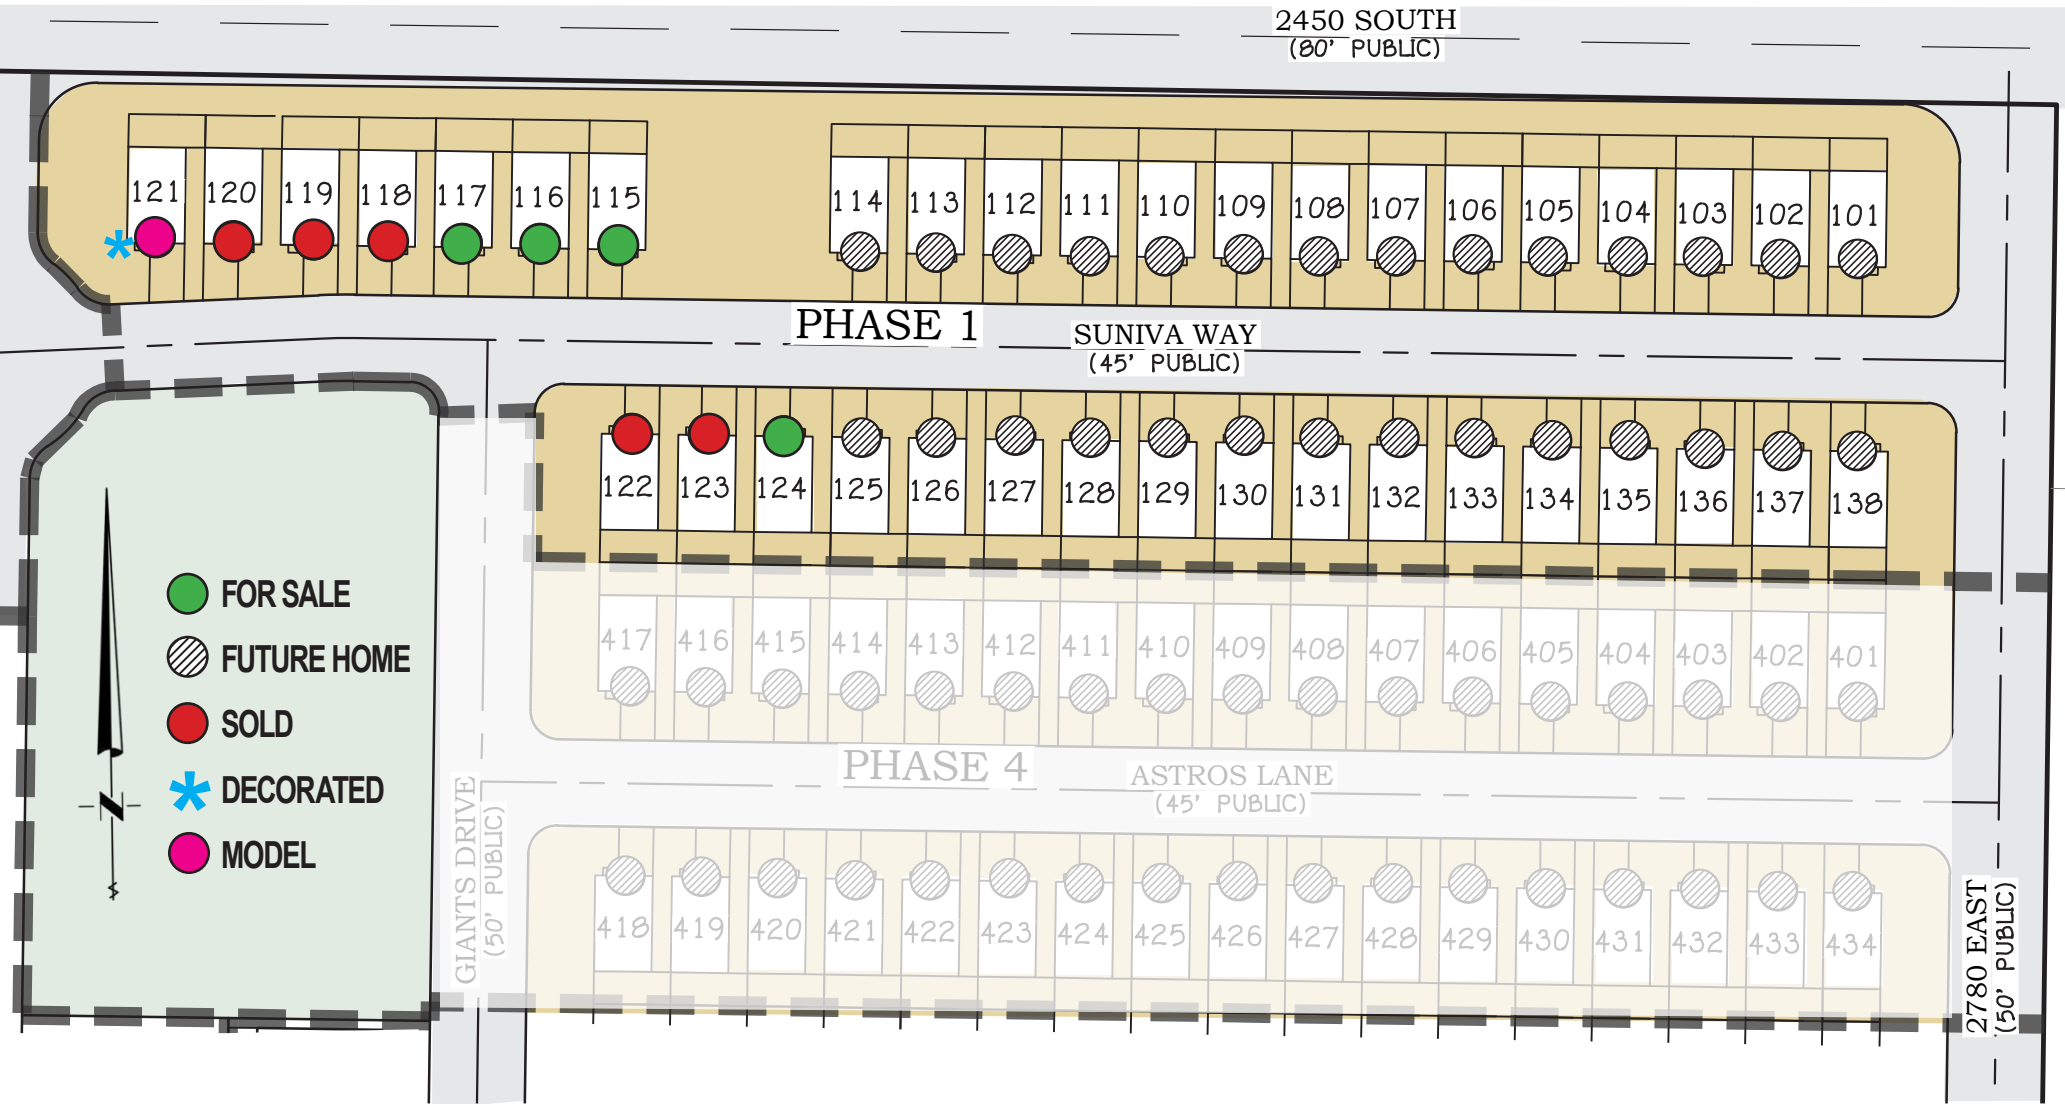 2450 SOUTH
(80' PUBLIC)
121 120 119 118 117 116 115 114 113 112 111 110 109 108 107 106 105 104 103 102 101
PHASE 1
SUNIVA WAY
(45' PUBLIC)
122 123 124 125 126 127 128 129 130 131 132 133 134 135 136 137 138
FOR SALE
FUTURE HOME
SOLD
DECORATED
MODEL
N
417 416 415 414 413 412 411 410 409 408 407 406 405 404 403 402 401
PHASE 4
ASTROS LANE
(45' PUBLIC)
GIANTS DRIVE
(50' PUBLIC)
418 419 420 421 422 423 424 425 426 427 428 429 430 431 432 433 434
2780 EAST
(50' PUBLIC)